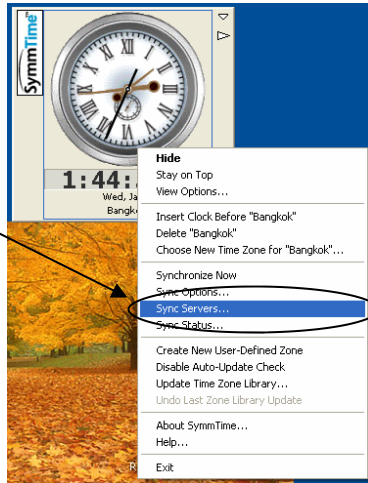 SymmTime
1:44:
Wed, Ja
Bangk
Hide
Stay on Top
View Options...
Insert Clock Before "Bangkok"
Delete "Bangkok"
Choose New Time Zone for "Bangkok"...
Synchronize Now
Sync Options...
Sync Servers...
Sync Status...
Create New User-Defined Zone
Disable Auto-Update Check
Update Time Zone Library...
Undo Last Zone Library Update
About SymmTime...
Help...
Exit
R